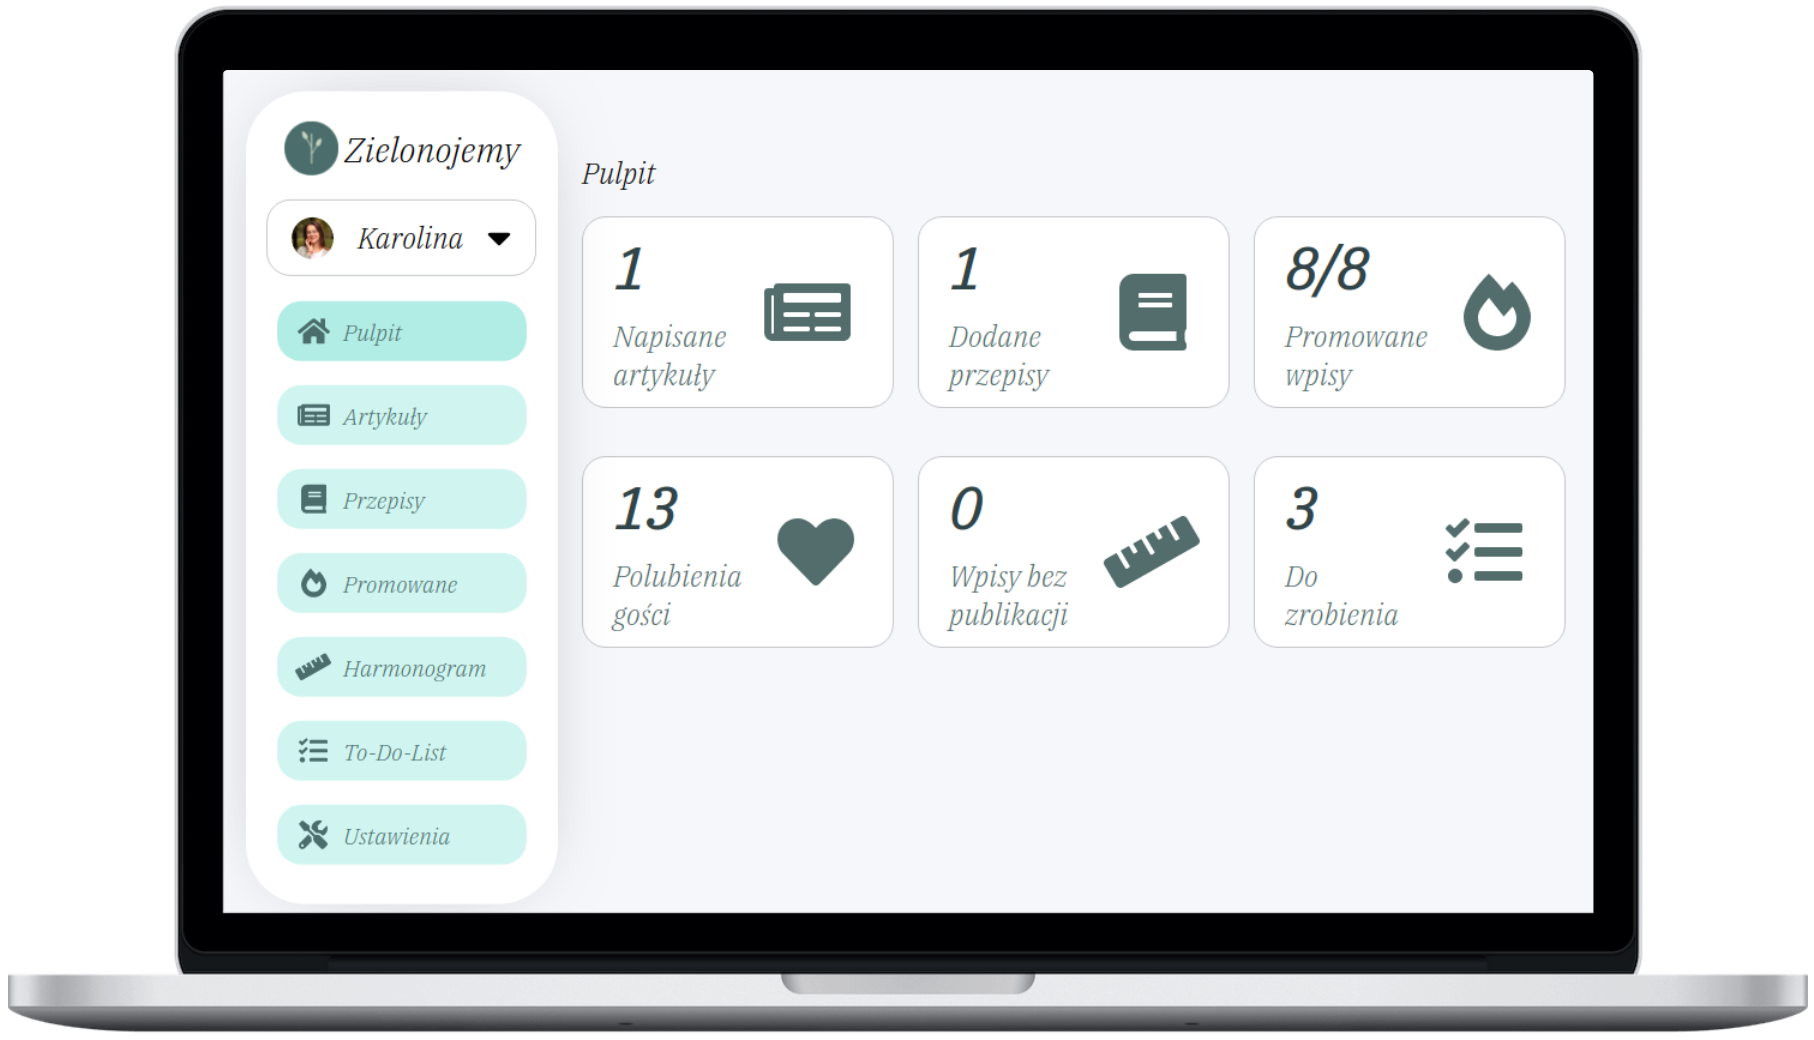 Zielonojemy
Karolina
Pulpit
Artykuły
Przepisy
Promowane
Harmonogram
To-Do-List
Ustawienia
Pulpit
1
Napisane
artykuły
1
Dodane
przepisy
8/8
Promowane
wpisy
13
Polubienia
gości
0
Wpisy bez
publikacji
3
Do
zrobienia